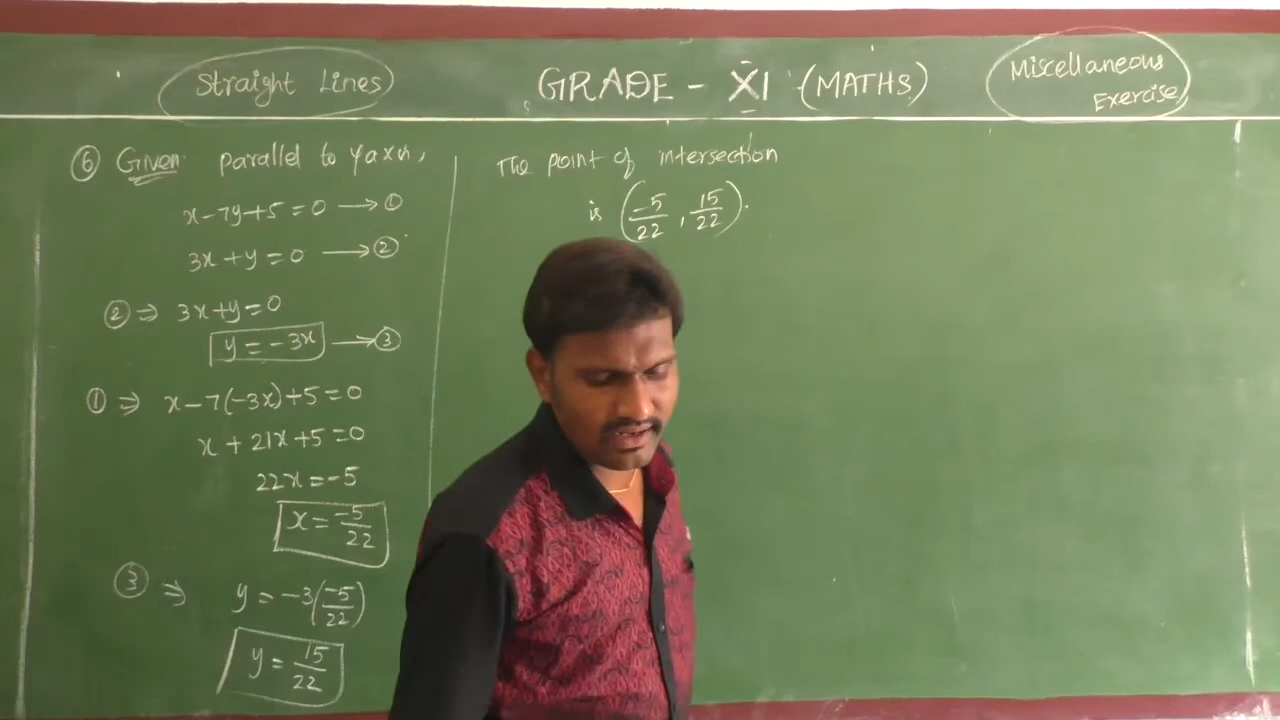 Straight Lines
GRADE - XI (MATHS)
Miscellaneous
Exercise
⑥ Given: parallel to y axis,
x-7y+5=0 → ①
3x+y=0 → ②
② ⇒ 3x+y=0
y=-3x → ③
① ⇒ x-7(-3x)+5=0
x+21x+5=0
22x=-5
x=-5/22
③ ⇒ y=-3(-5/22)
y=15/22
The point of intersection
is (-5/22, 15/22).